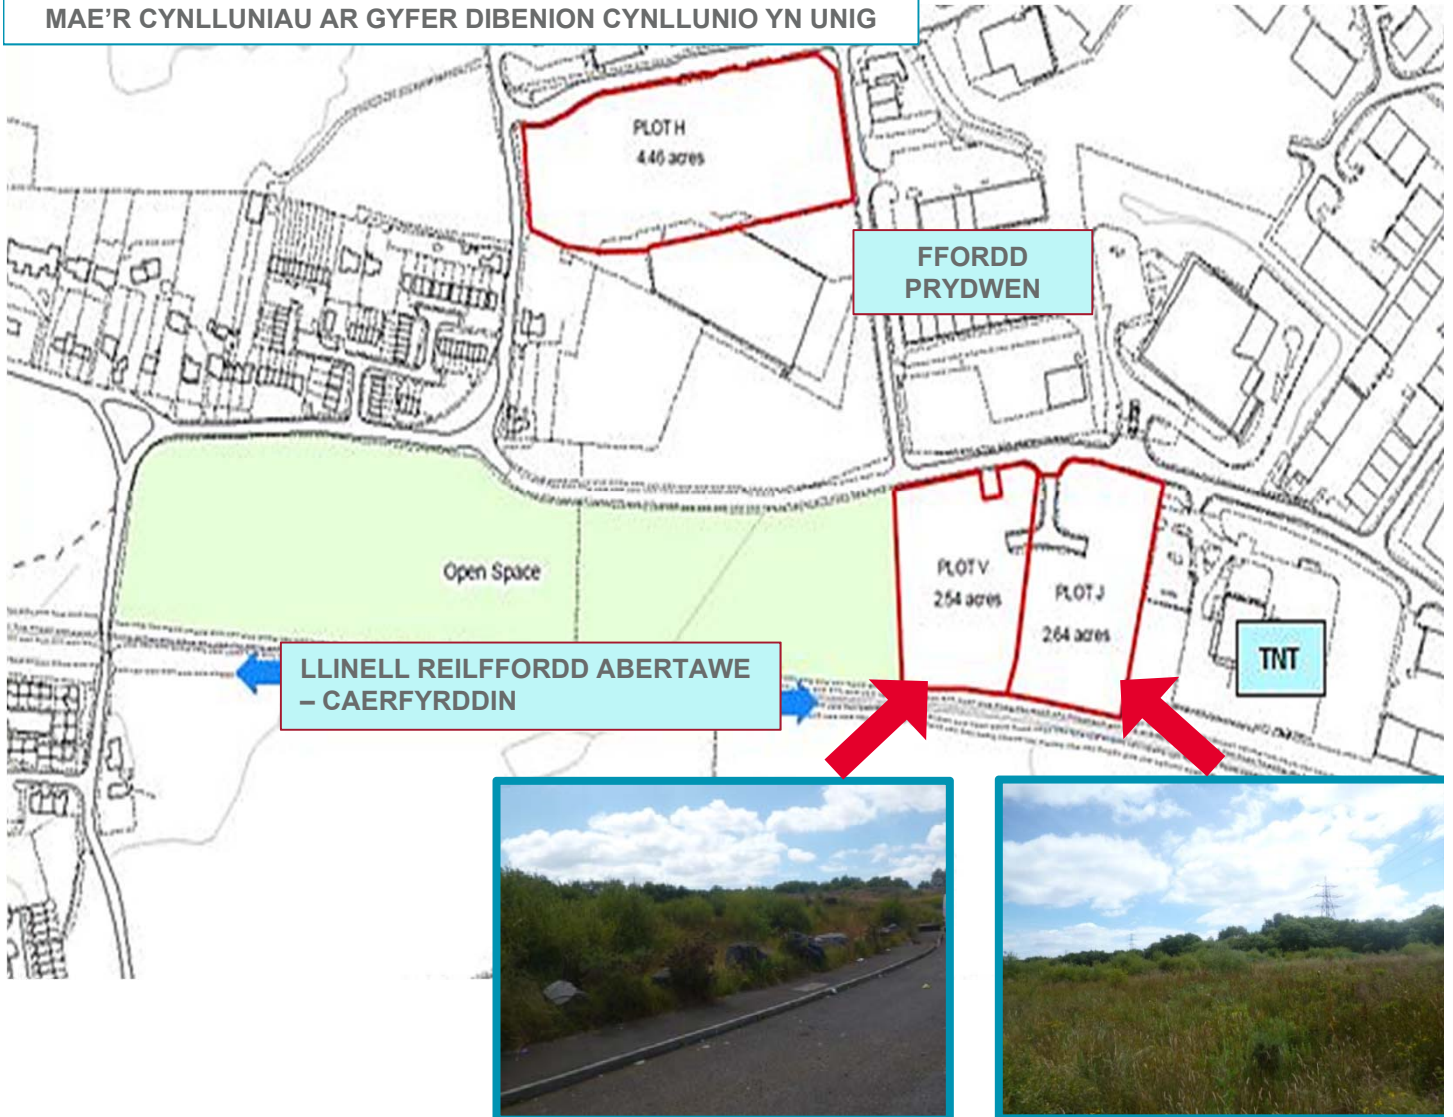 MAE'R CYNLLUNIAU AR GYFER DIBENION CYNLLUNIO YN UNIG
PLOT H
4.46 acres
FFORDD
PRYDWEN
Open Space
PLOT V
2.54 acres
PLOT J
2.64 acres
TNT
LLINELL REILFFORDD ABERTAWE
– CAERFYRDDIN